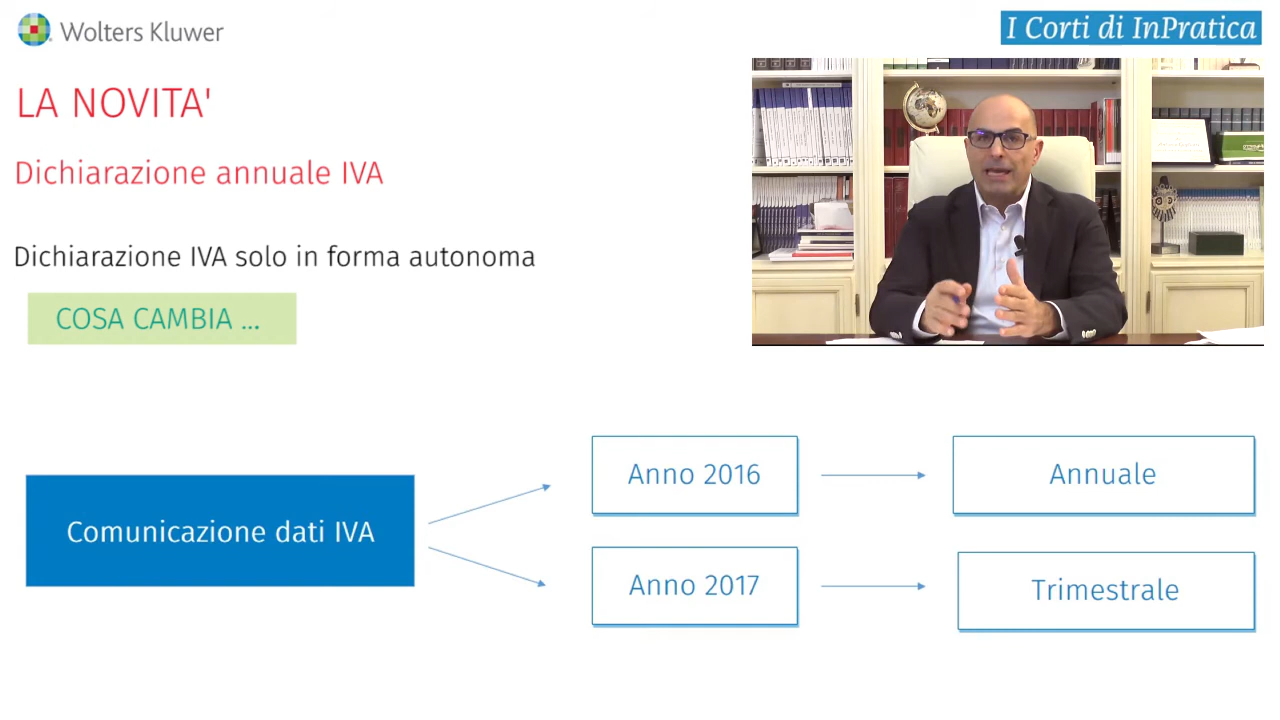 Wolters Kluwer
I Corti di InPratica
LA NOVITA'
Dichiarazione annuale IVA
Dichiarazione IVA solo in forma autonoma
COSA CAMBIA ...
Comunicazione dati IVA
Anno 2016
Annuale
Anno 2017
Trimestrale